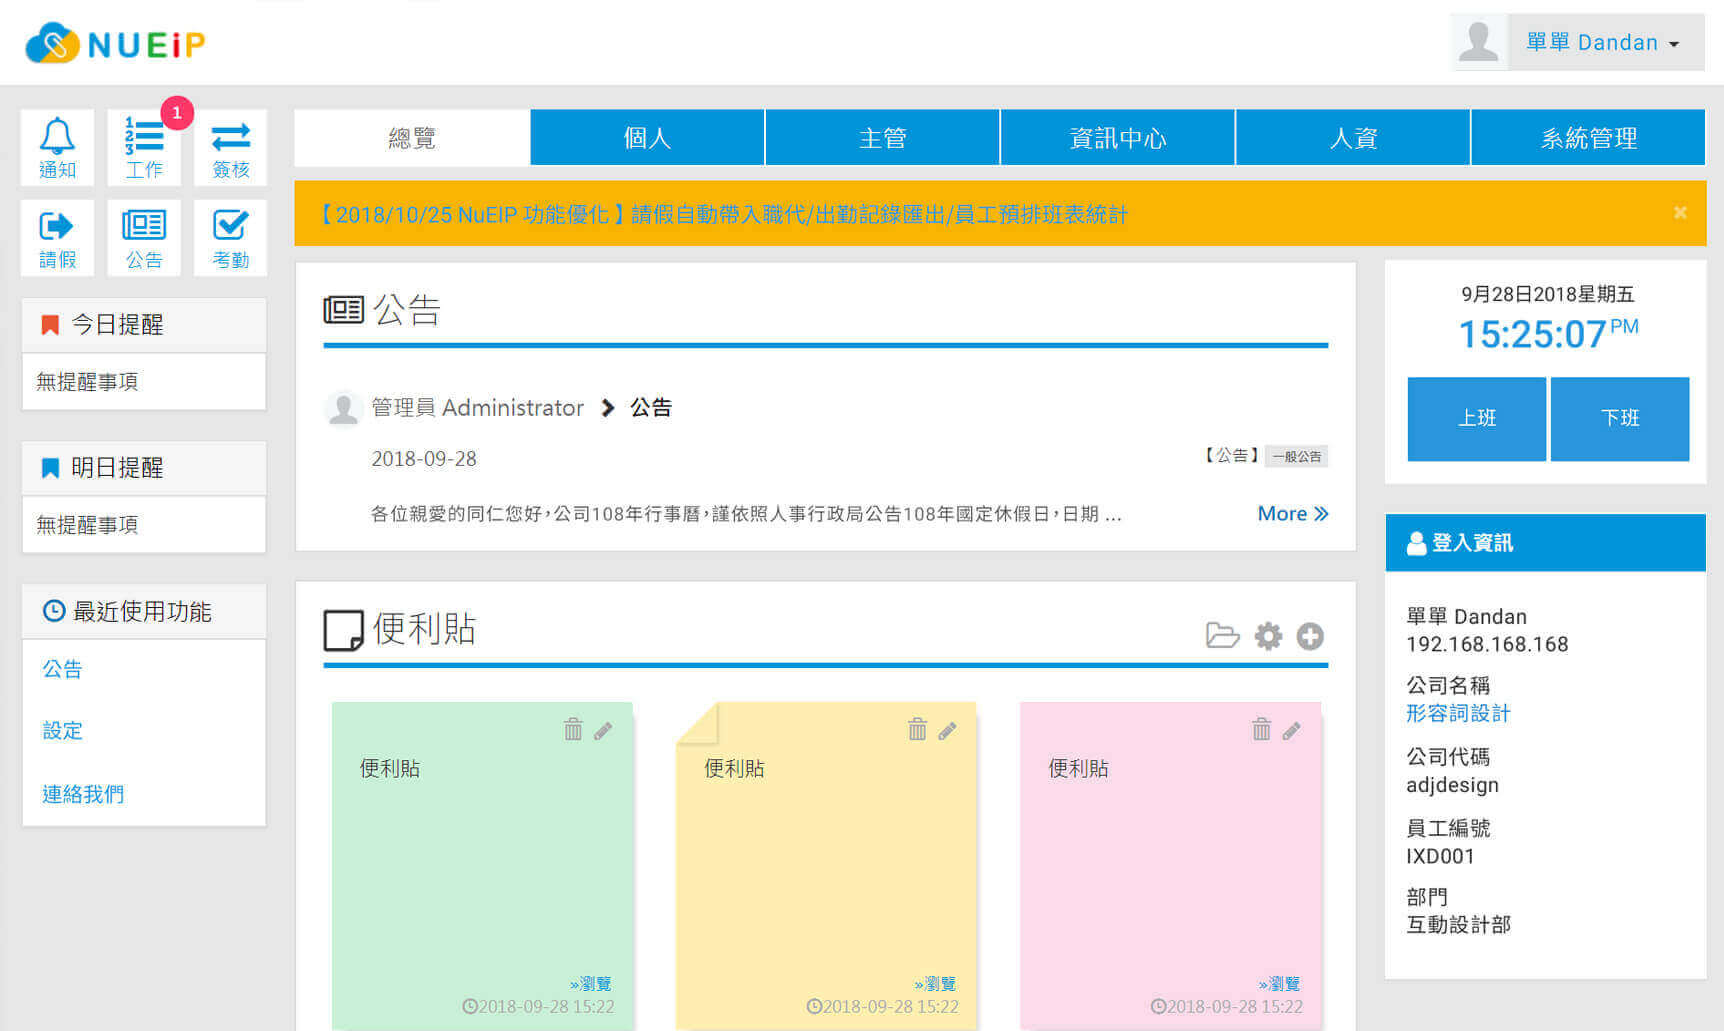 NUEiP
單單 Dandan
通知
工作
1
簽核
請假
公告
考勤
總覽
個人
主管
資訊中心
人資
系統管理
【2018/10/25 NuEIP 功能優化】請假自動帶入職代/出勤記錄匯出/員工預排班表統計
×
今日提醒
無提醒事項
明日提醒
無提醒事項
最近使用功能
公告
設定
連絡我們
公告
管理員 Administrator
公告
2018-09-28
【公告】 一般公告
各位親愛的同仁您好，公司108年行事曆，謹依照人事行政局公告108年國定休假日，日期 ...
More »
便利貼
便利貼
»瀏覽
2018-09-28 15:22
便利貼
»瀏覽
2018-09-28 15:22
便利貼
»瀏覽
2018-09-28 15:22
9月28日2018星期五
15:25:07 PM
上班
下班
登入資訊
單單 Dandan
192.168.168.168
公司名稱
形容詞設計
公司代碼
adjdesign
員工編號
IXD001
部門
互動設計部